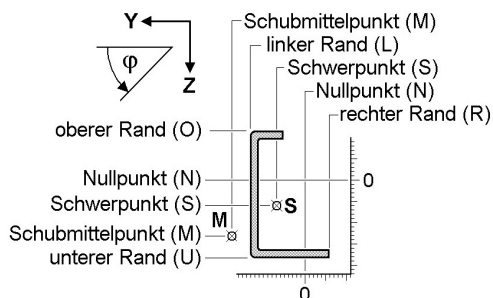 Y
Z
φ
Schubmittelpunkt (M)
linker Rand (L)
Schwerpunkt (S)
Nullpunkt (N)
rechter Rand (R)
oberer Rand (O)
Nullpunkt (N)
0
Schwerpunkt (S)
M
S
Schubmittelpunkt (M)
unterer Rand (U)
0